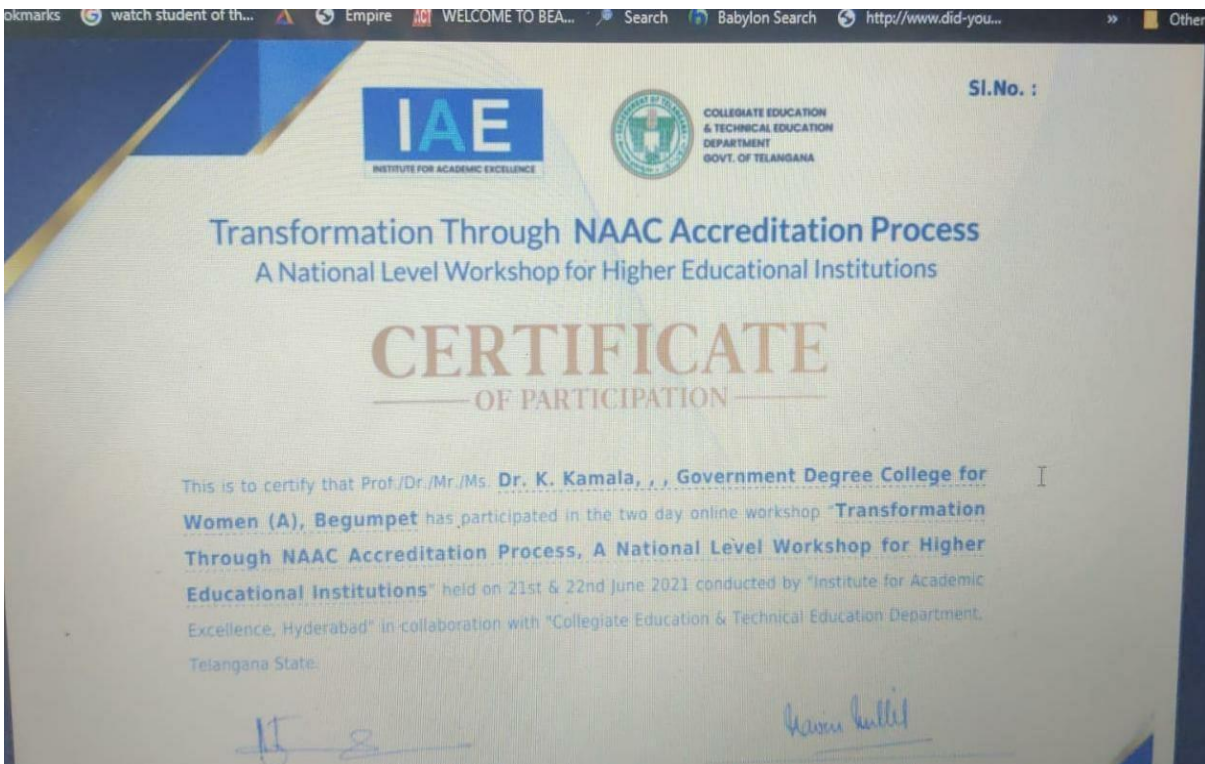 okmarks watch student of th... Empire ACT WELCOME TO BEA... Search Babylon Search http://www.did-you... » Other
Sl.No. :
IAE
INSTITUTE FOR ACADEMIC EXCELLENCE
COLLEGIATE EDUCATION
& TECHNICAL EDUCATION
DEPARTMENT
GOVT. OF TELANGANA
Transformation Through NAAC Accreditation Process
A National Level Workshop for Higher Educational Institutions
CERTIFICATE
OF PARTICIPATION
This is to certify that Prof./Dr./Mr./Ms. Dr. K. Kamala, , , Government Degree College for
Women (A), Begumpet has participated in the two day online workshop "Transformation
Through NAAC Accreditation Process, A National Level Workshop for Higher
Educational Institutions" held on 21st & 22nd June 2021 conducted by "Institute for Academic
Excellence, Hyderabad" in collaboration with "Collegiate Education & Technical Education Department,
Telangana State.